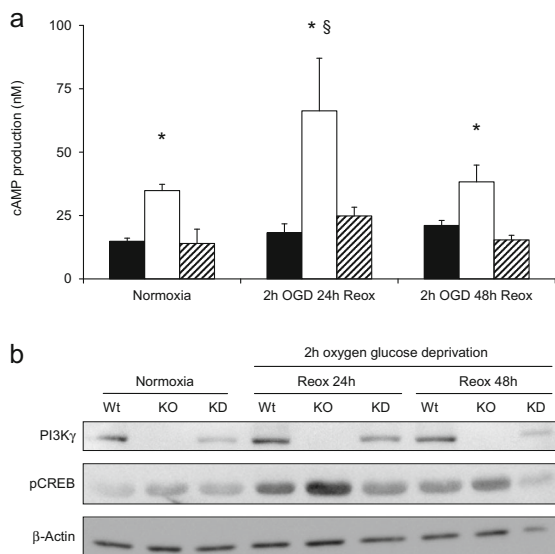 a
cAMP production (nM)
100
75
50
25
0
*
* §
*
Normoxia
2h OGD 24h Reox
2h OGD 48h Reox
b
2h oxygen glucose deprivation
Normoxia Reox 24h Reox 48h
Wt KO KD Wt KO KD Wt KO KD
PI3Kγ
pCREB
β-Actin